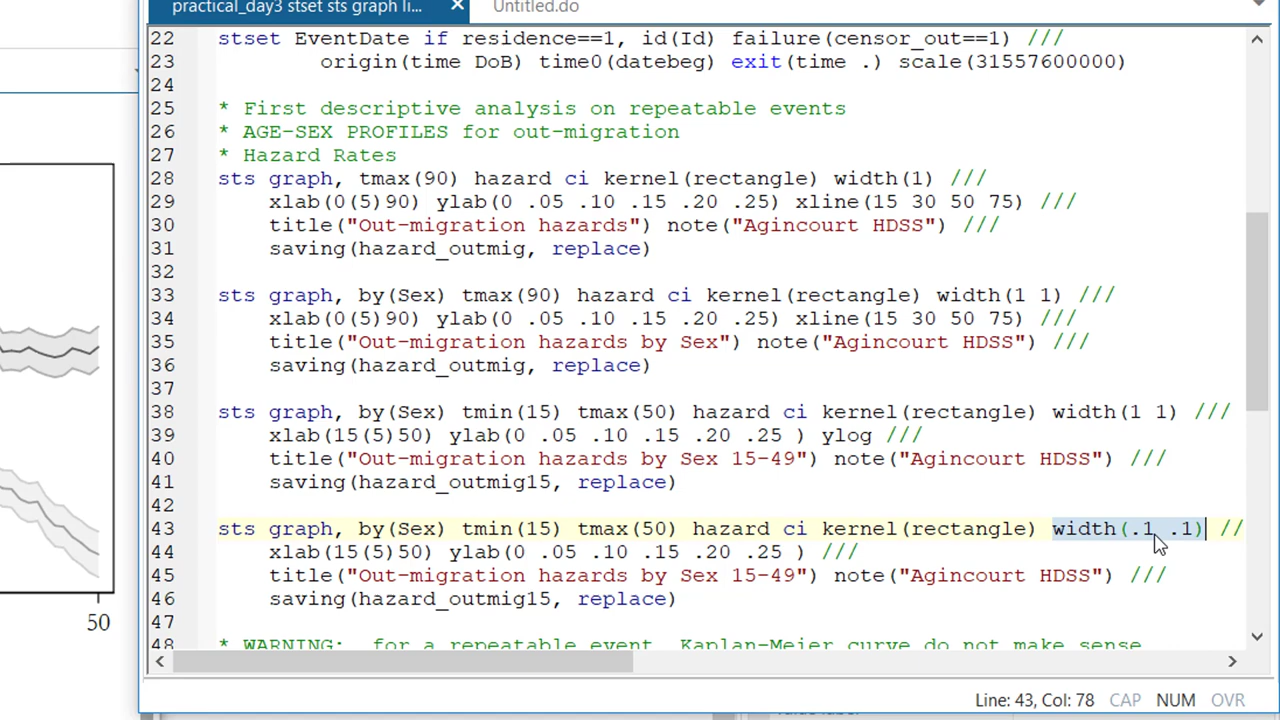 practical_day3 stset sts graph li...
Untitled.do
22 stset EventDate if residence==1, id(Id) failure(censor_out==1) ///
23 origin(time DoB) time0(datebeg) exit(time .) scale(31557600000)
24
25 * First descriptive analysis on repeatable events
26 * AGE-SEX PROFILES for out-migration
27 * Hazard Rates
28 sts graph, tmax(90) hazard ci kernel(rectangle) width(1) ///
29 xlab(0(5)90) ylab(0 .05 .10 .15 .20 .25) xline(15 30 50 75) ///
30 title("Out-migration hazards") note("Agincourt HDSS") ///
31 saving(hazard_outmig, replace)
32
33 sts graph, by(Sex) tmax(90) hazard ci kernel(rectangle) width(1 1) ///
34 xlab(0(5)90) ylab(0 .05 .10 .15 .20 .25) xline(15 30 50 75) ///
35 title("Out-migration hazards by Sex") note("Agincourt HDSS") ///
36 saving(hazard_outmig, replace)
37
38 sts graph, by(Sex) tmin(15) tmax(50) hazard ci kernel(rectangle) width(1 1) ///
39 xlab(15(5)50) ylab(0 .05 .10 .15 .20 .25 ) ylog ///
40 title("Out-migration hazards by Sex 15-49") note("Agincourt HDSS") ///
41 saving(hazard_outmig15, replace)
42
43 sts graph, by(Sex) tmin(15) tmax(50) hazard ci kernel(rectangle) width(.1 .1) //
44 xlab(15(5)50) ylab(0 .05 .10 .15 .20 .25 ) ///
45 title("Out-migration hazards by Sex 15-49") note("Agincourt HDSS") ///
46 saving(hazard_outmig15, replace)
47
48 * WARNING: for a repeatable event Kaplan-Meier curve do not make sense
50
Line: 43, Col: 78 CAP NUM OVR